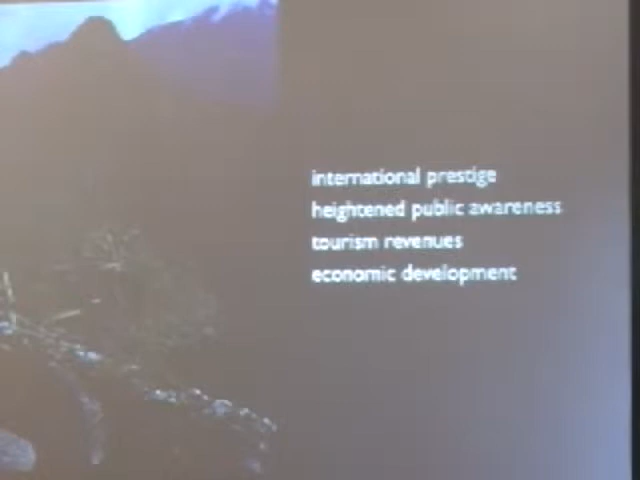 international prestige
heightened public awareness
tourism revenues
economic development